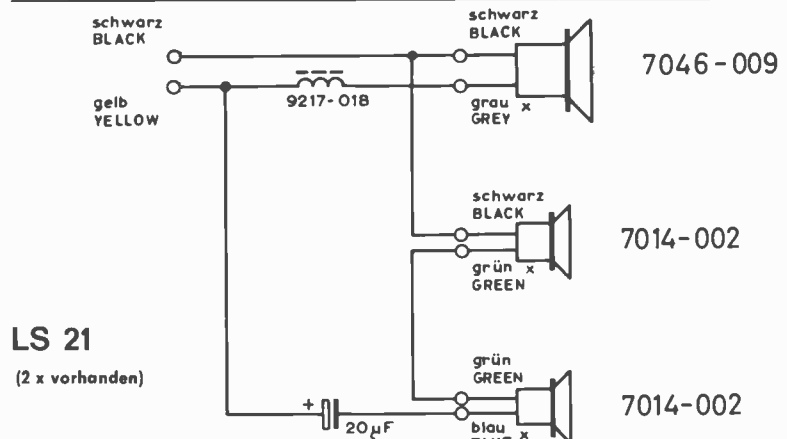 schwarz
BLACK
gelb
YELLOW
9217-018
schwarz
BLACK
grau x
GREY
7046-009
schwarz
BLACK
grün x
GREEN
7014-002
LS 21
(2 x vorhanden)
+
20µF
grün
GREEN
blau x
7014-002